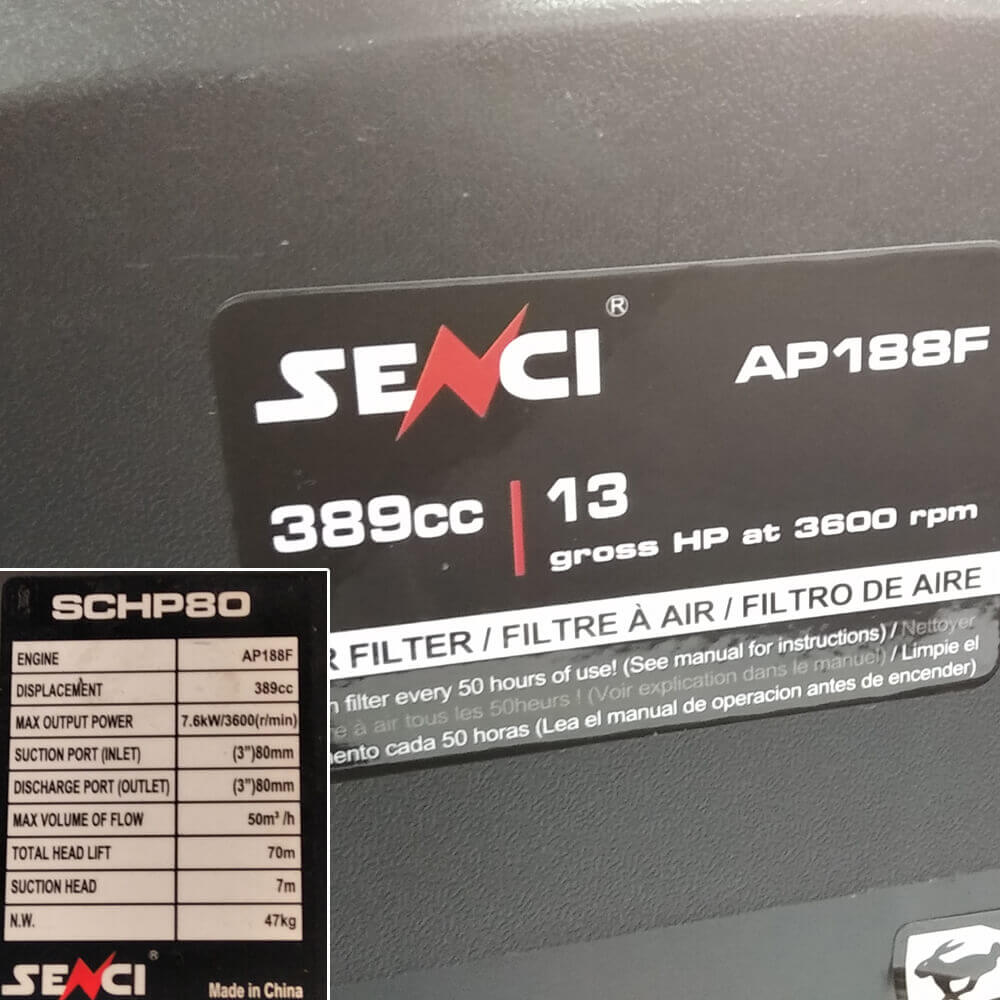 SENCI®
AP188F
389cc | 13
gross HP at 3600 rpm
FILTER / FILTRE À AIR / FILTRO DE AIRE
filter every 50 hours of use! (See manual for instructions) / Nettoyer
à air tous les 50heurs ! (Voir explication dans le manuel) / Limpie el
cada 50 horas (Lea el manual de operacion antes de encender)
SCHP80
ENGINE AP188F
DISPLACEMENT 389cc
MAX OUTPUT POWER 7.6kW/3600(r/min)
SUCTION PORT (INLET) (3")80mm
DISCHARGE PORT (OUTLET) (3")80mm
MAX VOLUME OF FLOW 50m³ /h
TOTAL HEAD LIFT 70m
SUCTION HEAD 7m
N.W. 47kg
SENCI®
Made in China